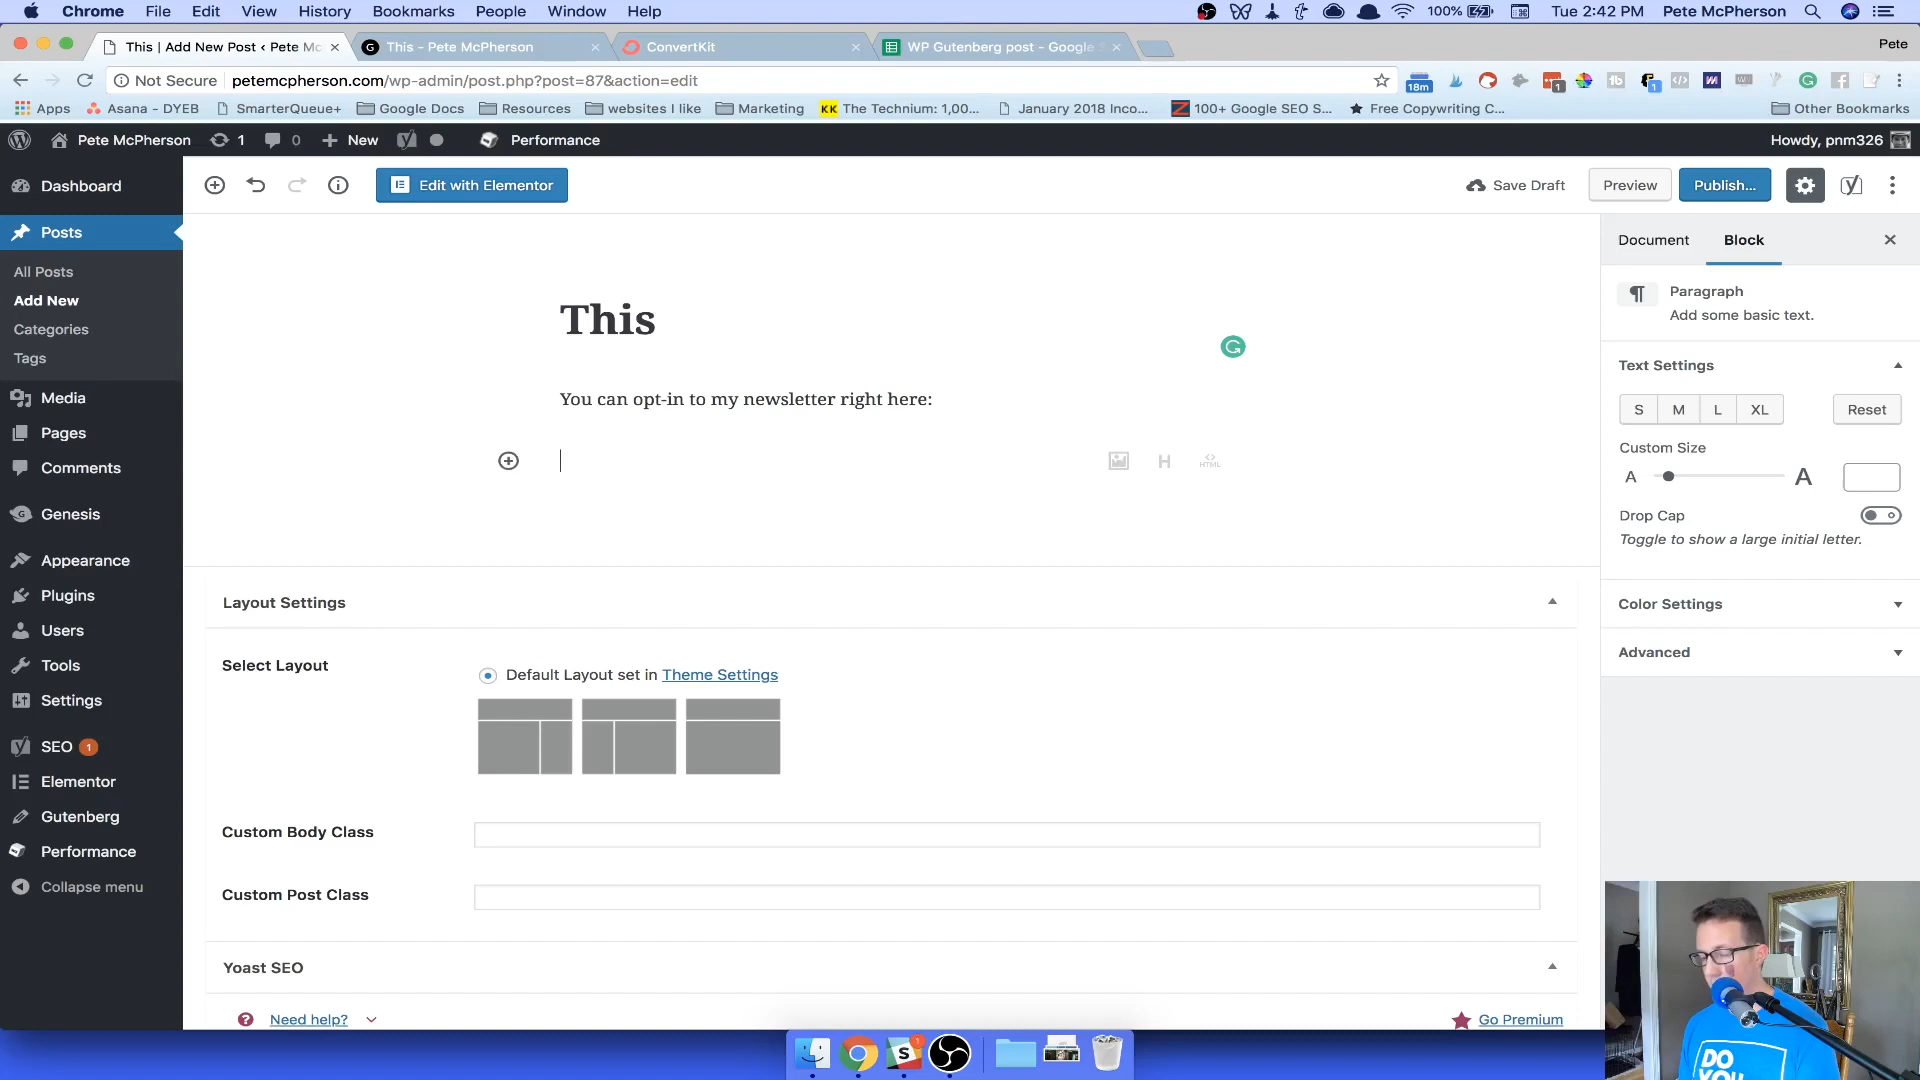 Chrome File Edit View History Bookmarks People Window Help
100% Tue 2:42 PM Pete McPherson
This | Add New Post ‹ Pete Mc
This - Pete McPherson
ConvertKit
WP Gutenberg post - Google S
Pete
Not Secure petemcpherson.com/wp-admin/post.php?post=87&action=edit
18m
1
1
Apps
Asana - DYEB
SmarterQueue+
Google Docs
Resources
websites I like
Marketing
KK The Technium: 1,00...
January 2018 Inco...
100+ Google SEO S...
Free Copywriting C...
Other Bookmarks
Pete McPherson 1 0 New Performance
Howdy, pnm326
Dashboard
Posts
All Posts
Add New
Categories
Tags
Media
Pages
Comments
Genesis
Appearance
Plugins
Users
Tools
Settings
SEO 1
Elementor
Gutenberg
Performance
Collapse menu
Edit with Elementor
Save Draft
Preview
Publish...
This
You can opt-in to my newsletter right here:
H
HTML
Layout Settings
Select Layout
Default Layout set in Theme Settings
Custom Body Class
Custom Post Class
Yoast SEO
Need help?
Go Premium
Document
Block
Paragraph
Add some basic text.
Text Settings
S M L XL
Reset
Custom Size
A A
Drop Cap
Toggle to show a large initial letter.
Color Settings
Advanced
DO
YOU
S
1